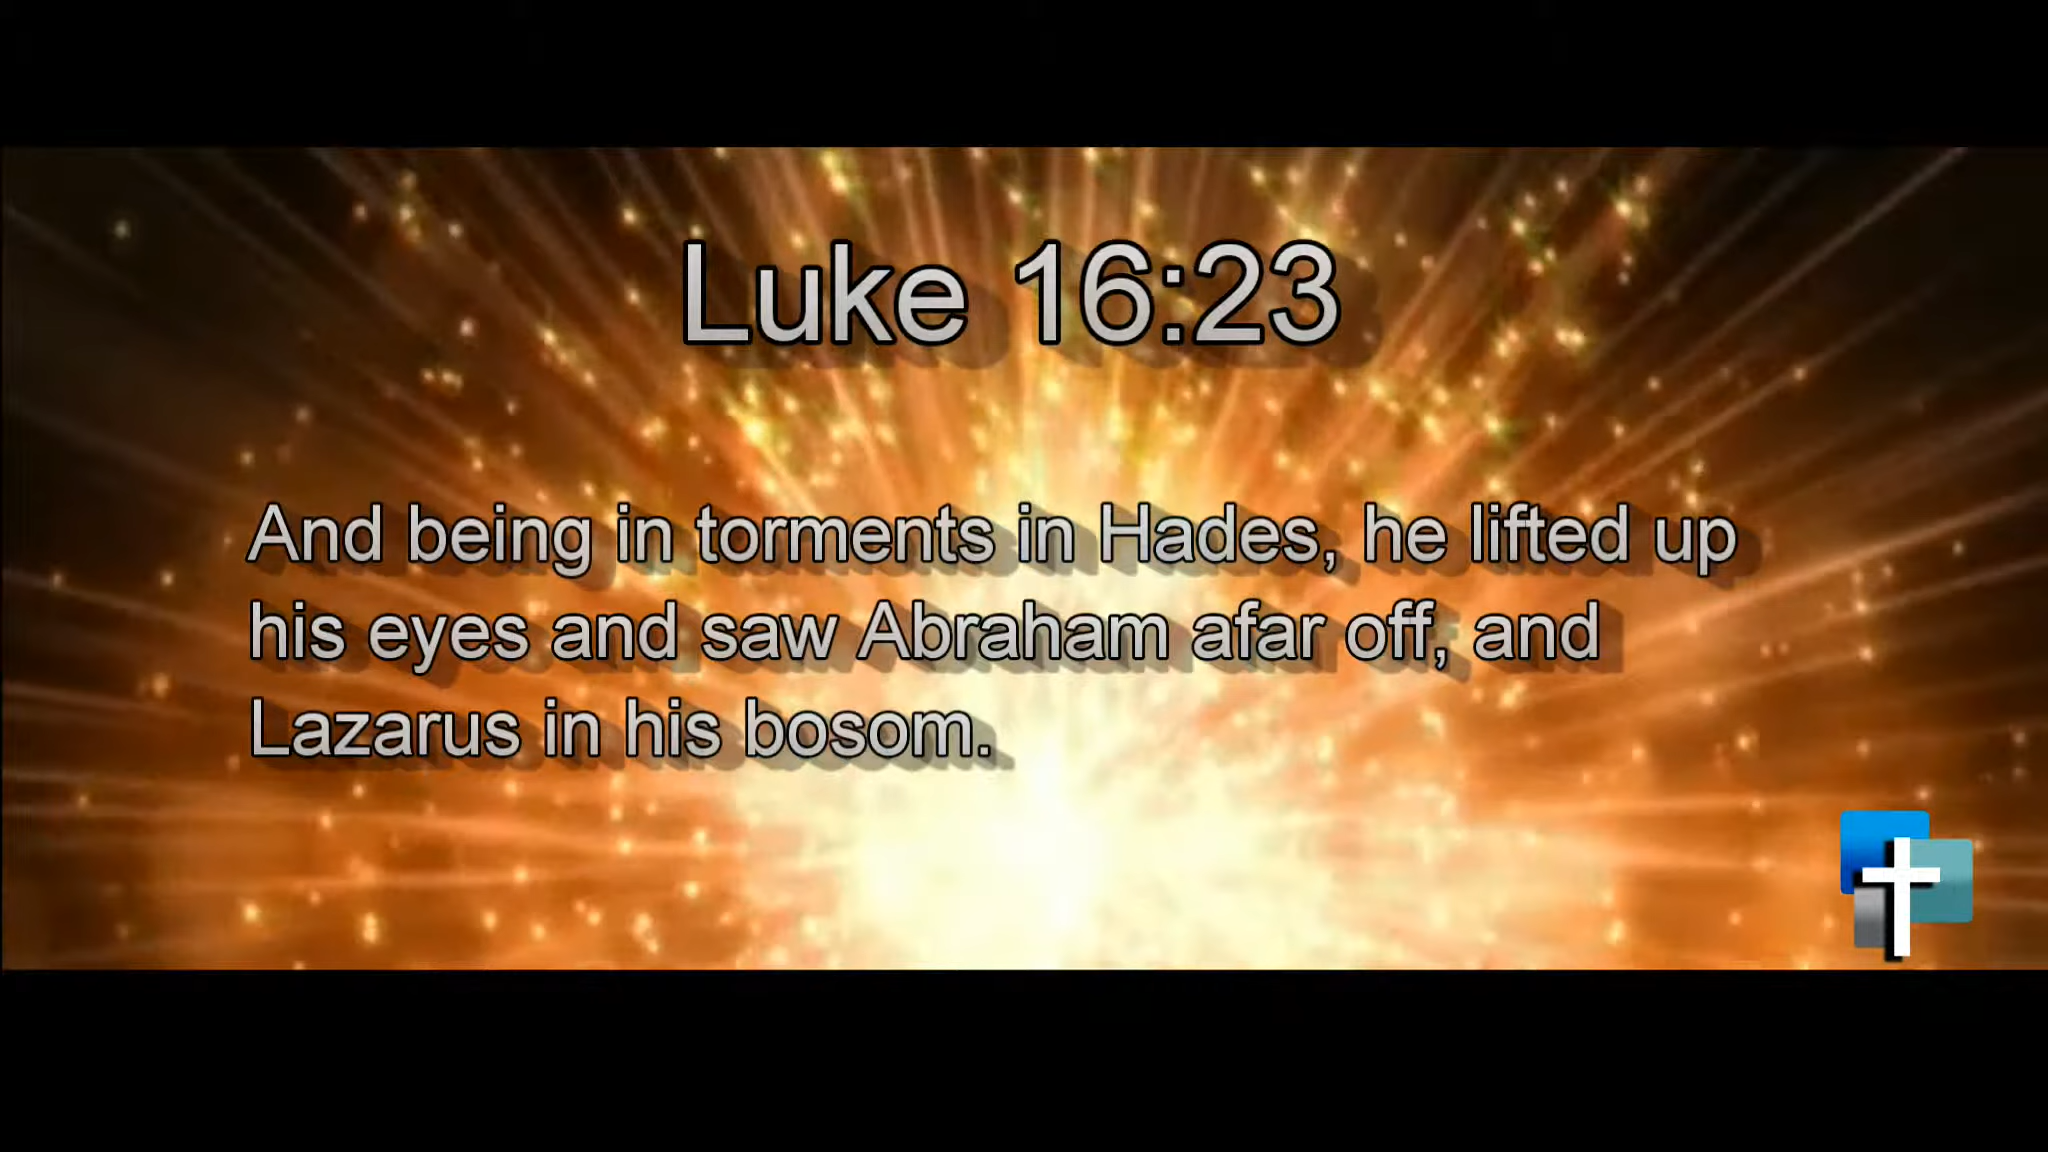 Luke 16:23
And being in torments in Hades, he lifted up
his eyes and saw Abraham afar off, and
Lazarus in his bosom.